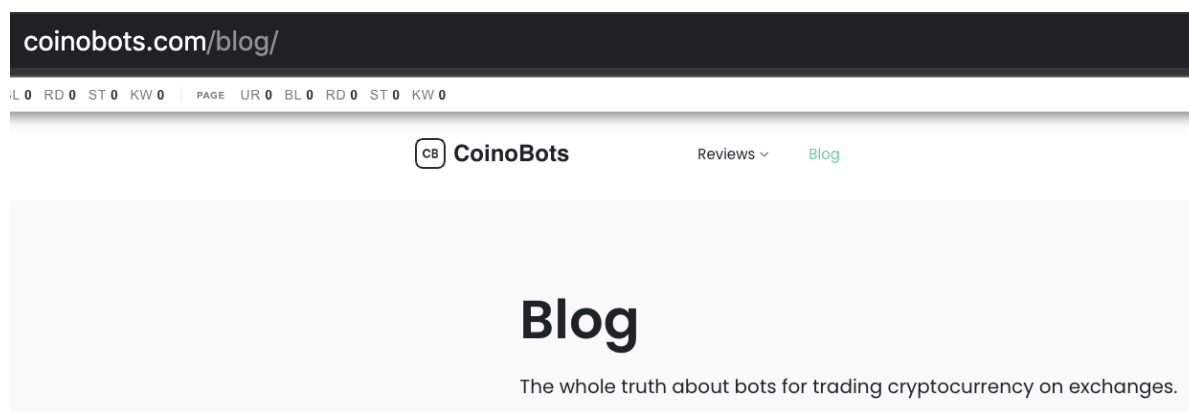 coinobots.com/blog/
BL 0 RD 0 ST 0 KW 0 PAGE UR 0 BL 0 RD 0 ST 0 KW 0
CB CoinoBots Reviews Blog
Blog
The whole truth about bots for trading cryptocurrency on exchanges.